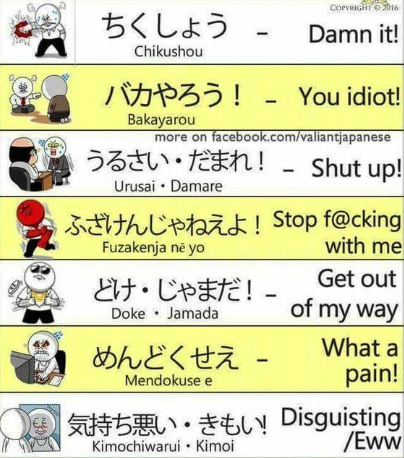 COPYRIGHT © 2016
ちくしょう – Damn it!
Chikushou
バカやろう！ – You idiot!
Bakayarou
more on facebook.com/valiantjapanese
うるさい・だまれ！ – Shut up!
Urusai・Damare
ふざけんじゃねえよ！ Stop f@cking
Fuzakenja nē yo with me
どけ・じゃまだ！ – Get out
Doke・Jamada of my way
めんどくせえ – What a
Mendokuse e pain!
気持ち悪い・きもい! Disgusting
Kimochiwarui・Kimoi /Eww